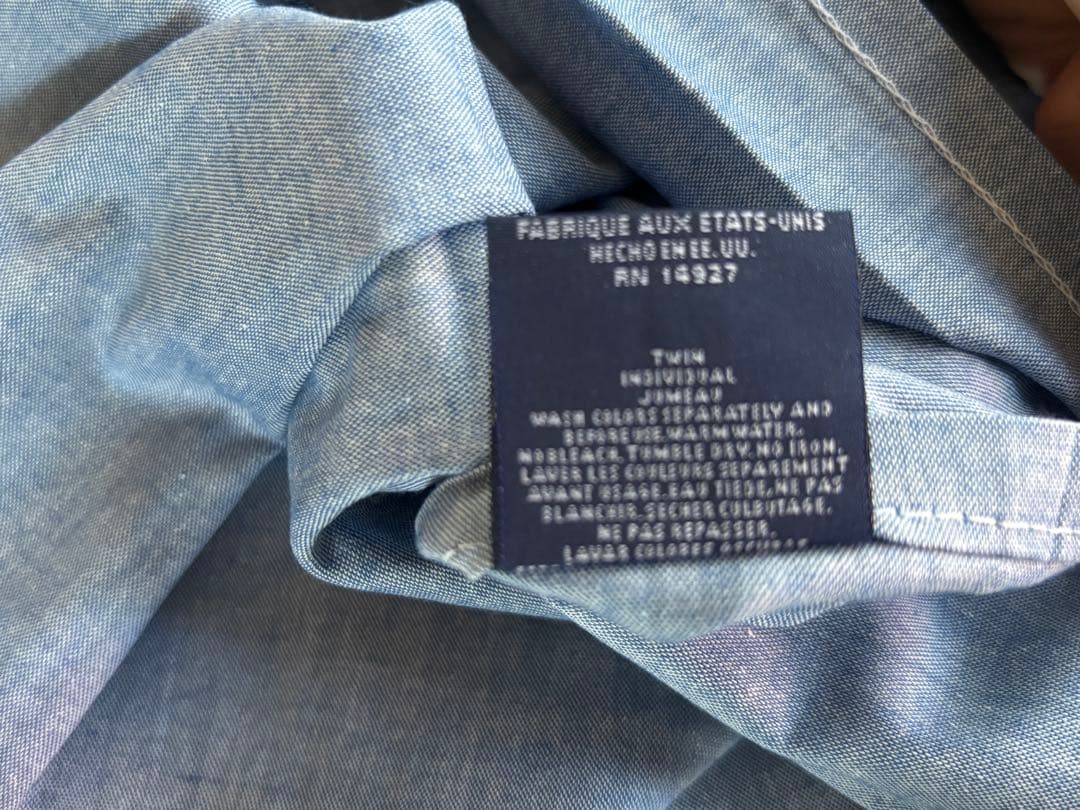 FABRIQUE AUX ETATS-UNIS
HECHO EN EE.UU.
RN 14927
TWIN
INDIVIDUAL
JUMEAU
WASH COLORS SEPARATELY AND
BEFORE USE.WARM WATER.
NO BLEACH.TUMBLE DRY.NO IRON.
LAVER LES COULEURS SEPAREMENT
AVANT USAGE.EAU TIEDE.NE PAS
BLANCHIR.SECHER CULBUTAGE.
NE PAS REPASSER.
LAVAR COLORES